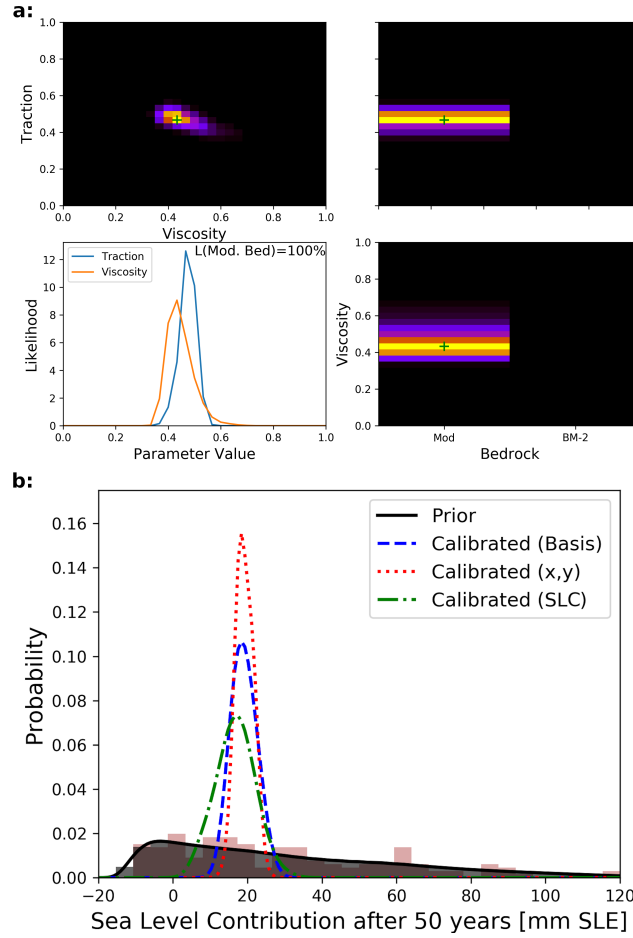 a:
1.0
0.8
0.6
0.4
0.2
0.0
Traction
0.0 0.2 0.4 0.6 0.8 1.0
Viscosity
12
10
8
6
4
2
0
Likelihood
Traction
Viscosity
L(Mod. Bed)=100%
0.0 0.2 0.4 0.6 0.8 1.0
Parameter Value
1.0
0.8
0.6
0.4
0.2
0.0
Viscosity
Mod BM-2
Bedrock
b:
0.16
0.14
0.12
0.10
0.08
0.06
0.04
0.02
0.00
Probability
Prior
Calibrated (Basis)
Calibrated (x,y)
Calibrated (SLC)
−20 0 20 40 60 80 100 120
Sea Level Contribution after 50 years [mm SLE]